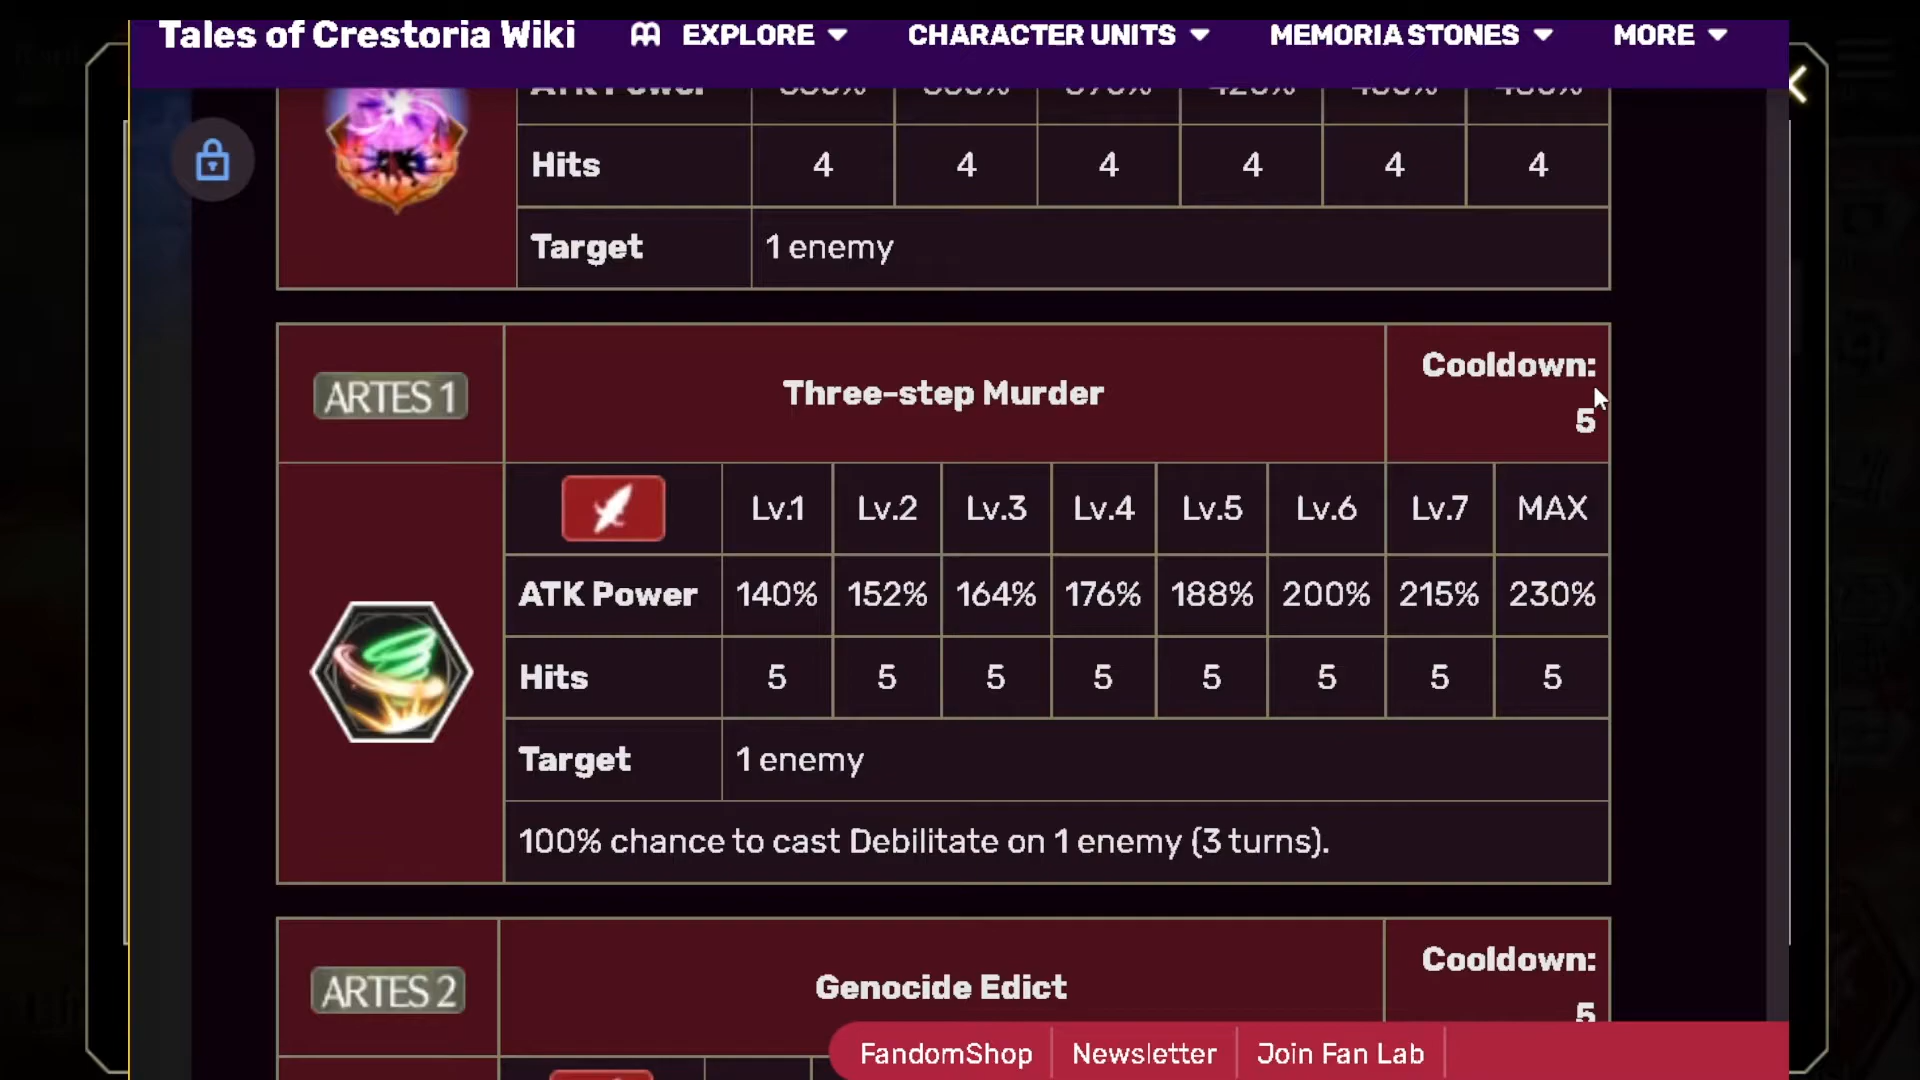 Tales of Crestoria Wiki EXPLORE CHARACTER UNITS MEMORIA STONES MORE
Hits 4 4 4 4 4 4
Target 1 enemy
ARTES 1 Three-step Murder Cooldown: 5
Lv.1 Lv.2 Lv.3 Lv.4 Lv.5 Lv.6 Lv.7 MAX
ATK Power 140% 152% 164% 176% 188% 200% 215% 230%
Hits 5 5 5 5 5 5 5 5
Target 1 enemy
100% chance to cast Debilitate on 1 enemy (3 turns).
ARTES 2 Genocide Edict Cooldown: 5
FandomShop Newsletter Join Fan Lab